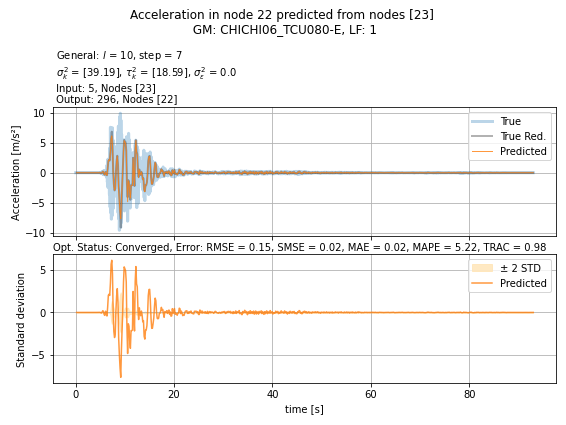 Acceleration in node 22 predicted from nodes [23]
GM: CHICHI06_TCU080-E, LF: 1
General: l = 10, step = 7
σ²ₖ = [39.19], τ²ₖ = [18.59], σ²ε = 0.0
Input: 5, Nodes [23]
Output: 296, Nodes [22]
Acceleration [m/s²]
10
5
0
−5
−10
True
True Red.
Predicted
Opt. Status: Converged, Error: RMSE = 0.15, SMSE = 0.02, MAE = 0.02, MAPE = 5.22, TRAC = 0.98
Standard deviation
5
0
−5
± 2 STD
Predicted
0 20 40 60 80
time [s]